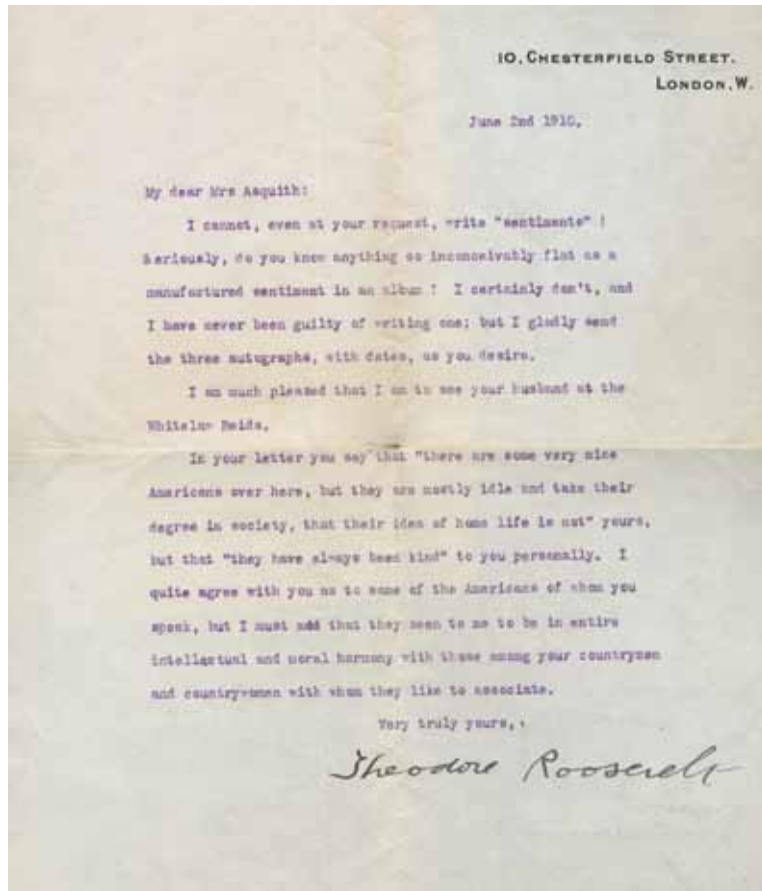 10, CHESTERFIELD STREET.
LONDON, W.
June 2nd 1910.
My dear Mrs Asquith:
I cannot, even at your request, write "sentiments" !
Seriously, do you know anything so inconceivably flat as a
manufactured sentiment in an album ? I certainly don't, and
I have never been guilty of writing one; but I gladly send
the three autographs, with dates, as you desire.
I am much pleased that I am to see your husband at the
Whitelaw Reids.
In your letter you say that "there are some very nice
Americans over here, but they are mostly idle and take their
degree in society, that their idea of home life is not" yours,
but that "they have always been kind" to you personally. I
quite agree with you as to some of the Americans of whom you
speak, but I must add that they seem to me to be in entire
intellectual and moral harmony with those among your countrymen
and countrywomen with whom they like to associate.
Very truly yours,
Theodore Roosevelt